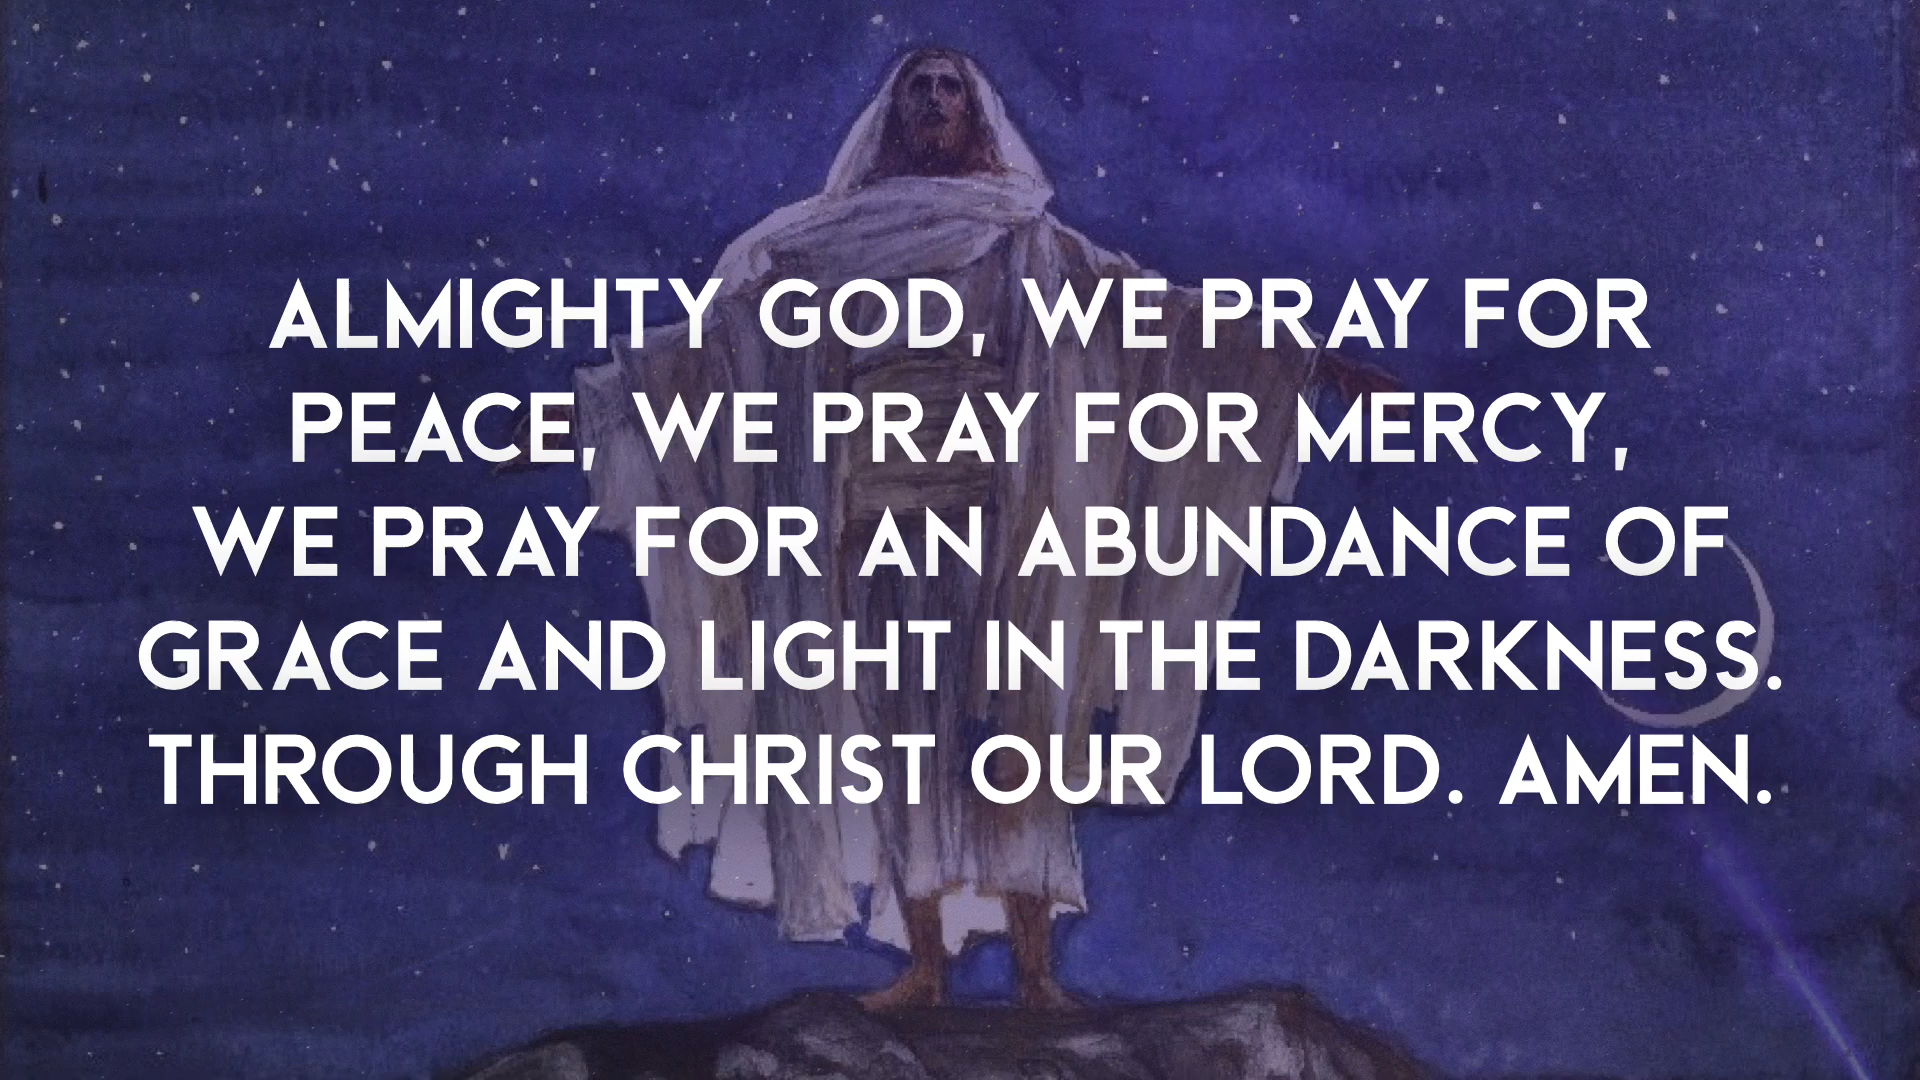 ALMIGHTY GOD, WE PRAY FOR
PEACE, WE PRAY FOR MERCY,
WE PRAY FOR AN ABUNDANCE OF
GRACE AND LIGHT IN THE DARKNESS.
THROUGH CHRIST OUR LORD. AMEN.